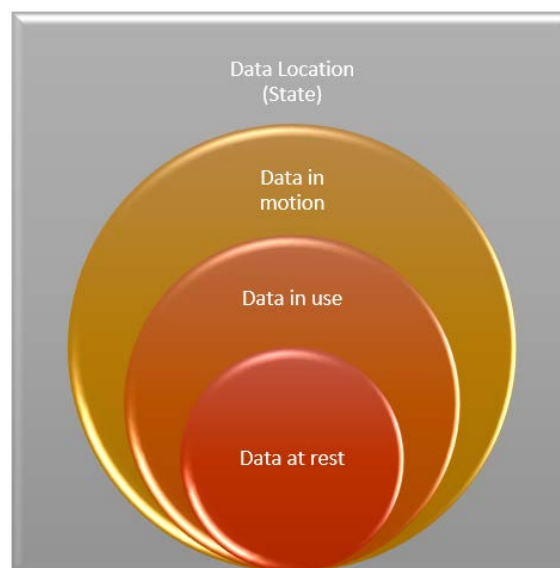 Data Location
(State)
Data in
motion
Data in use
Data at rest